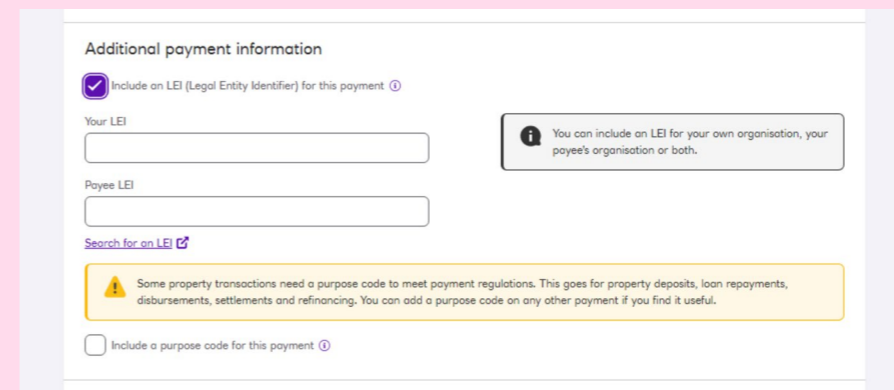 Additional payment information
Include an LEI (Legal Entity Identifier) for this payment
Your LEI
You can include an LEI for your own organisation, your
payee's organisation or both.
Payee LEI
Search for an LEI
Some property transactions need a purpose code to meet payment regulations. This goes for property deposits, loan repayments,
disbursements, settlements and refinancing. You can add a purpose code on any other payment if you find it useful.
Include a purpose code for this payment